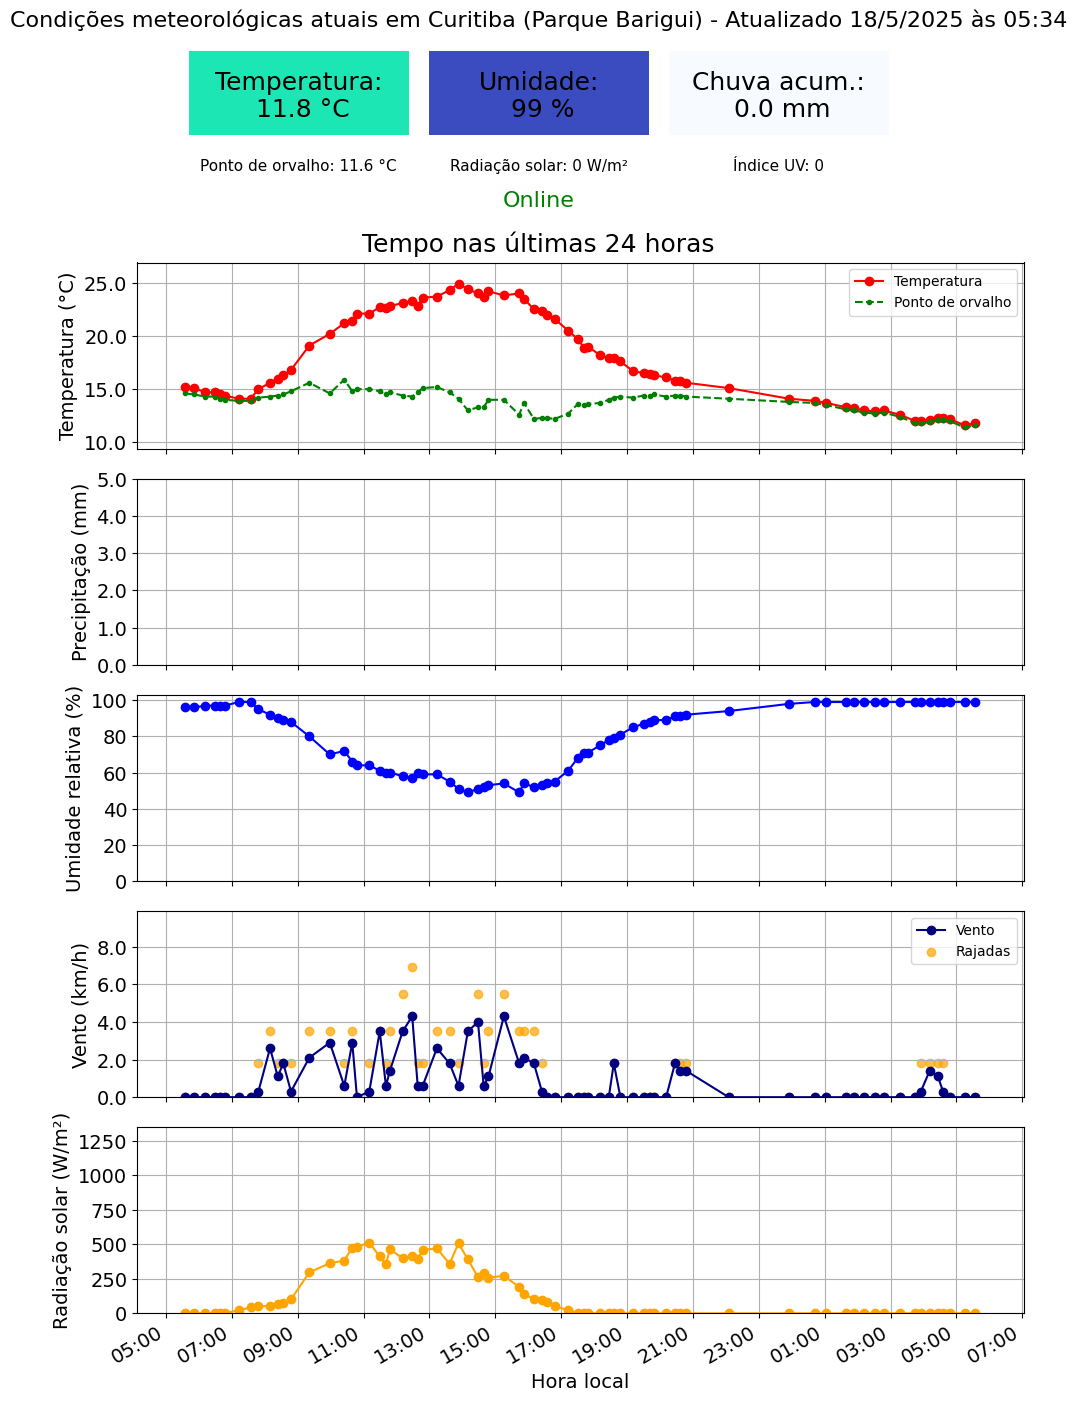 Condições meteorológicas atuais em Curitiba (Parque Barigui) - Atualizado 18/5/2025 às 05:34
Temperatura:
11.8 °C
Umidade:
99 %
Chuva acum.:
0.0 mm
Ponto de orvalho: 11.6 °C
Radiação solar: 0 W/m²
Índice UV: 0
Online
Tempo nas últimas 24 horas
Temperatura (°C)
25.0
20.0
15.0
10.0
Temperatura
Ponto de orvalho
Precipitação (mm)
5.0
4.0
3.0
2.0
1.0
0.0
Umidade relativa (%)
100
80
60
40
20
0
Vento (km/h)
8.0
6.0
4.0
2.0
0.0
Vento
Rajadas
Radiação solar (W/m²)
1250
1000
750
500
250
0
05:00 07:00 09:00 11:00 13:00 15:00 17:00 19:00 21:00 23:00 01:00 03:00 05:00 07:00
Hora local